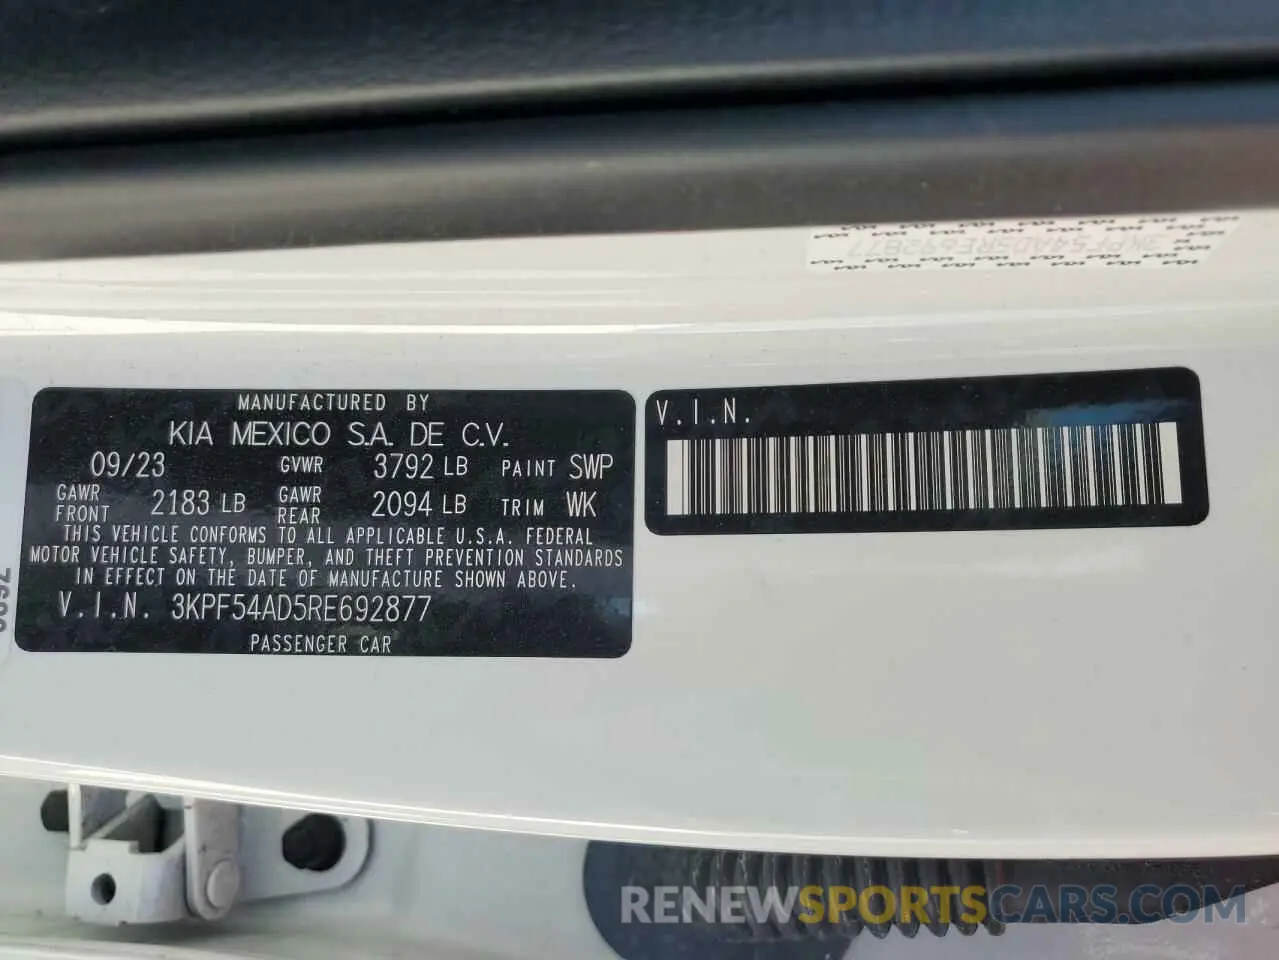 3KPF54AD5RE692877
MANUFACTURED BY
KIA MEXICO S.A. DE C.V.
09/23 GVWR 3792 LB PAINT SWP
GAWR FRONT 2183 LB GAWR REAR 2094 LB TRIM WK
THIS VEHICLE CONFORMS TO ALL APPLICABLE U.S.A. FEDERAL
MOTOR VEHICLE SAFETY, BUMPER, AND THEFT PREVENTION STANDARDS
IN EFFECT ON THE DATE OF MANUFACTURE SHOWN ABOVE.
V.I.N. 3KPF54AD5RE692877
PASSENGER CAR
V.I.N.
RENEWSPORTSCARS.COM